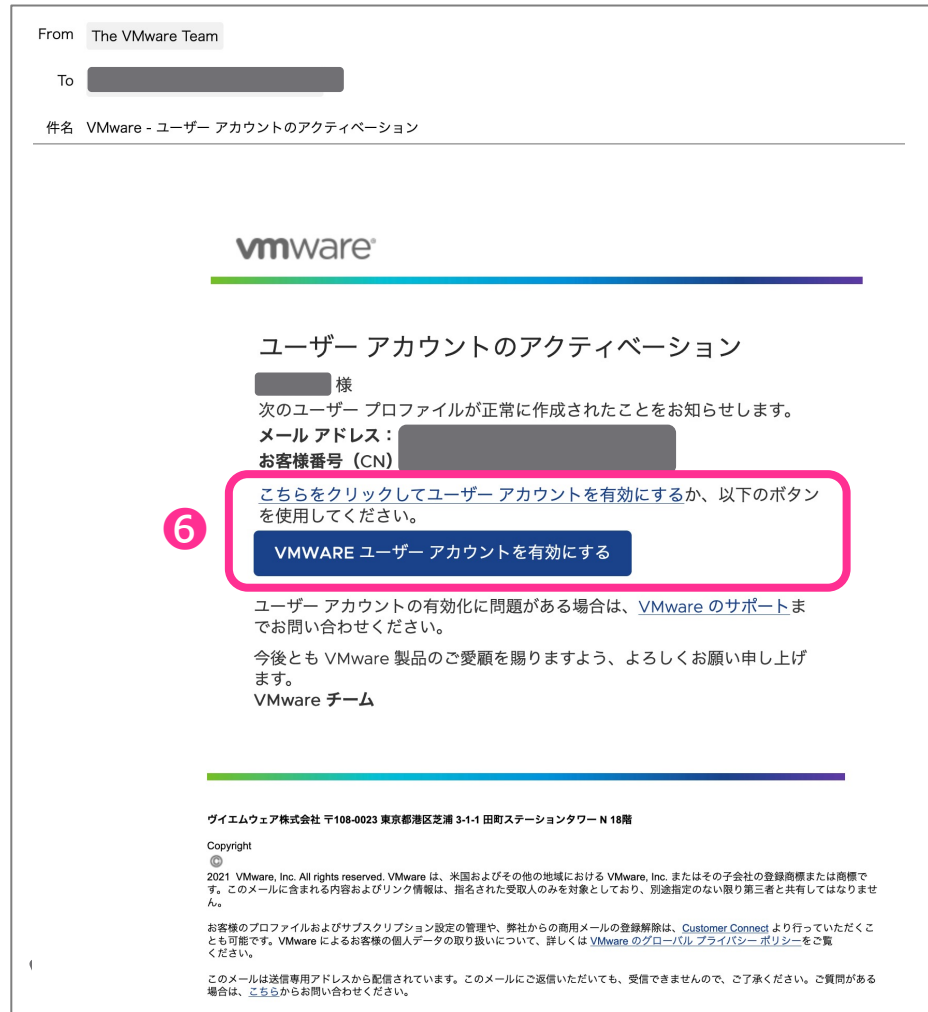 From The VMware Team
To
件名 VMware - ユーザー アカウントのアクティベーション
vmware®
ユーザー アカウントのアクティベーション
様
次のユーザー プロファイルが正常に作成されたことをお知らせします。
メール アドレス：
お客様番号（CN）
こちらをクリックしてユーザー アカウントを有効にするか、以下のボタン
を使用してください。
6
VMWARE ユーザー アカウントを有効にする
ユーザー アカウントの有効化に問題がある場合は、VMware のサポートま
でお問い合わせください。
今後とも VMware 製品のご愛顧を賜りますよう、よろしくお願い申し上げ
ます。
VMware チーム
ヴイエムウェア株式会社 〒108-0023 東京都港区芝浦 3-1-1 田町ステーションタワー N 18階
Copyright
©
2021 VMware, Inc. All rights reserved. VMware は、米国およびその他の地域における VMware, Inc. またはその子会社の登録商標または商標で
す。このメールに含まれる内容およびリンク情報は、指名された受取人のみを対象としており、別途指定のない限り第三者と共有してはなりませ
ん。
お客様のプロファイルおよびサブスクリプション設定の管理や、弊社からの商用メールの登録解除は、Customer Connect より行っていただくこ
とも可能です。VMware によるお客様の個人データの取り扱いについて、詳しくは VMware のグローバル プライバシー ポリシーをご覧
ください。
このメールは送信専用アドレスから配信されています。このメールにご返信いただいても、受信できませんので、ご了承ください。ご質問がある
場合は、こちらからお問い合わせください。